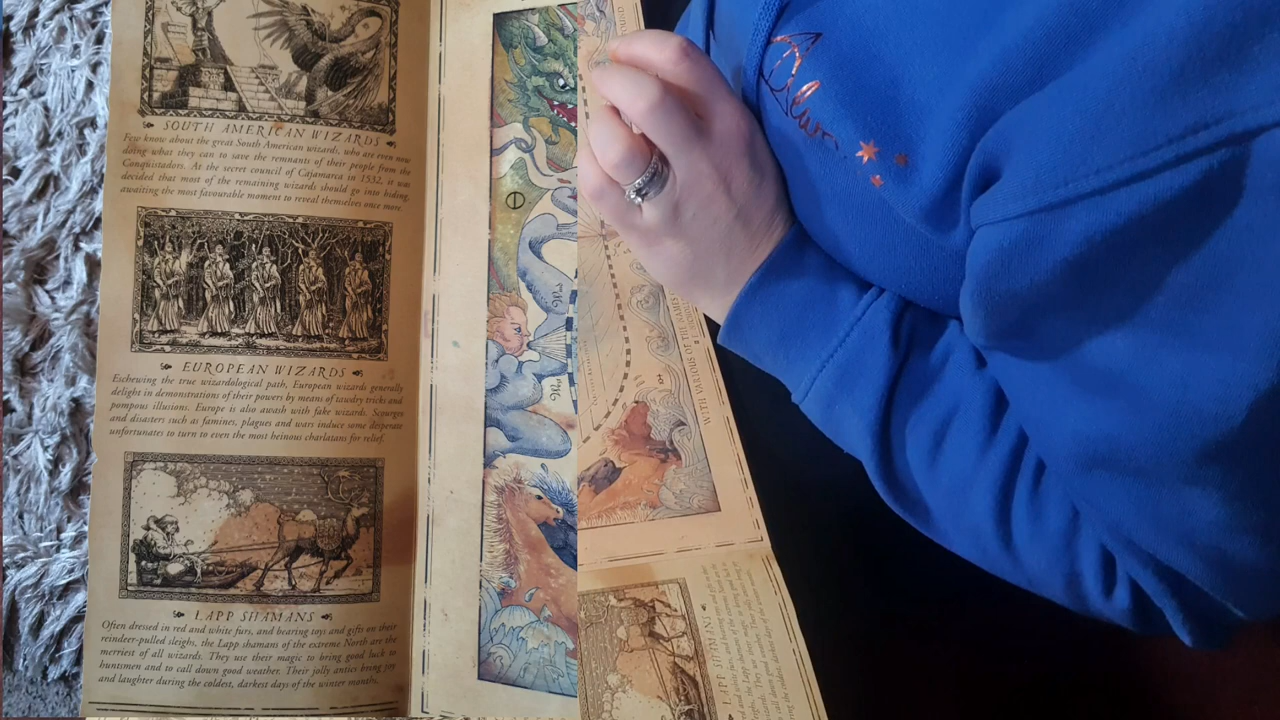 SOUTH AMERICAN WIZARDS
Few know about the great South American wizards, who are even now
doing what they can to save the remnants of their people from the
Conquistadors. At the secret council of Cajamarca in 1532, it was
decided that most of the remaining wizards should go into hiding,
awaiting the most favourable moment to reveal themselves once more.
EUROPEAN WIZARDS
Eschewing the true wizardological path, European wizards generally
delight in demonstrations of their powers by means of tawdry tricks and
pompous illusions. Europe is also awash with fake wizards. Scourges
and disasters such as famines, plagues and wars induce some desperate
unfortunates to turn to even the most heinous charlatans for relief.
LAPP SHAMANS
Often dressed in red and white furs, and bearing toys and gifts on their
reindeer-pulled sleighs, the Lapp shamans of the extreme North are the
merriest of all wizards. They use their magic to bring good luck to
huntsmen and to call down good weather. Their jolly antics bring joy
and laughter during the coldest, darkest days of the winter months.
WITH VARIOUS OF THE
LAPP SHAMANS